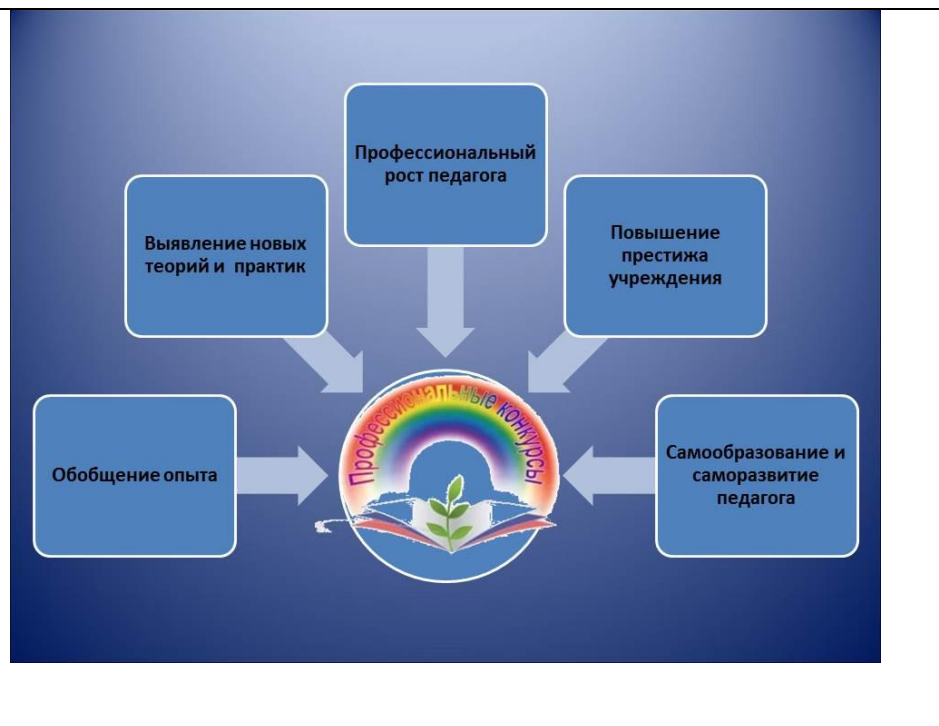 Профессиональный
рост педагога
Выявление новых
теорий и практик
Повышение
престижа
учреждения
Обобщение опыта
Профессиональные конкурсы
Самообразование и
саморазвитие
педагога